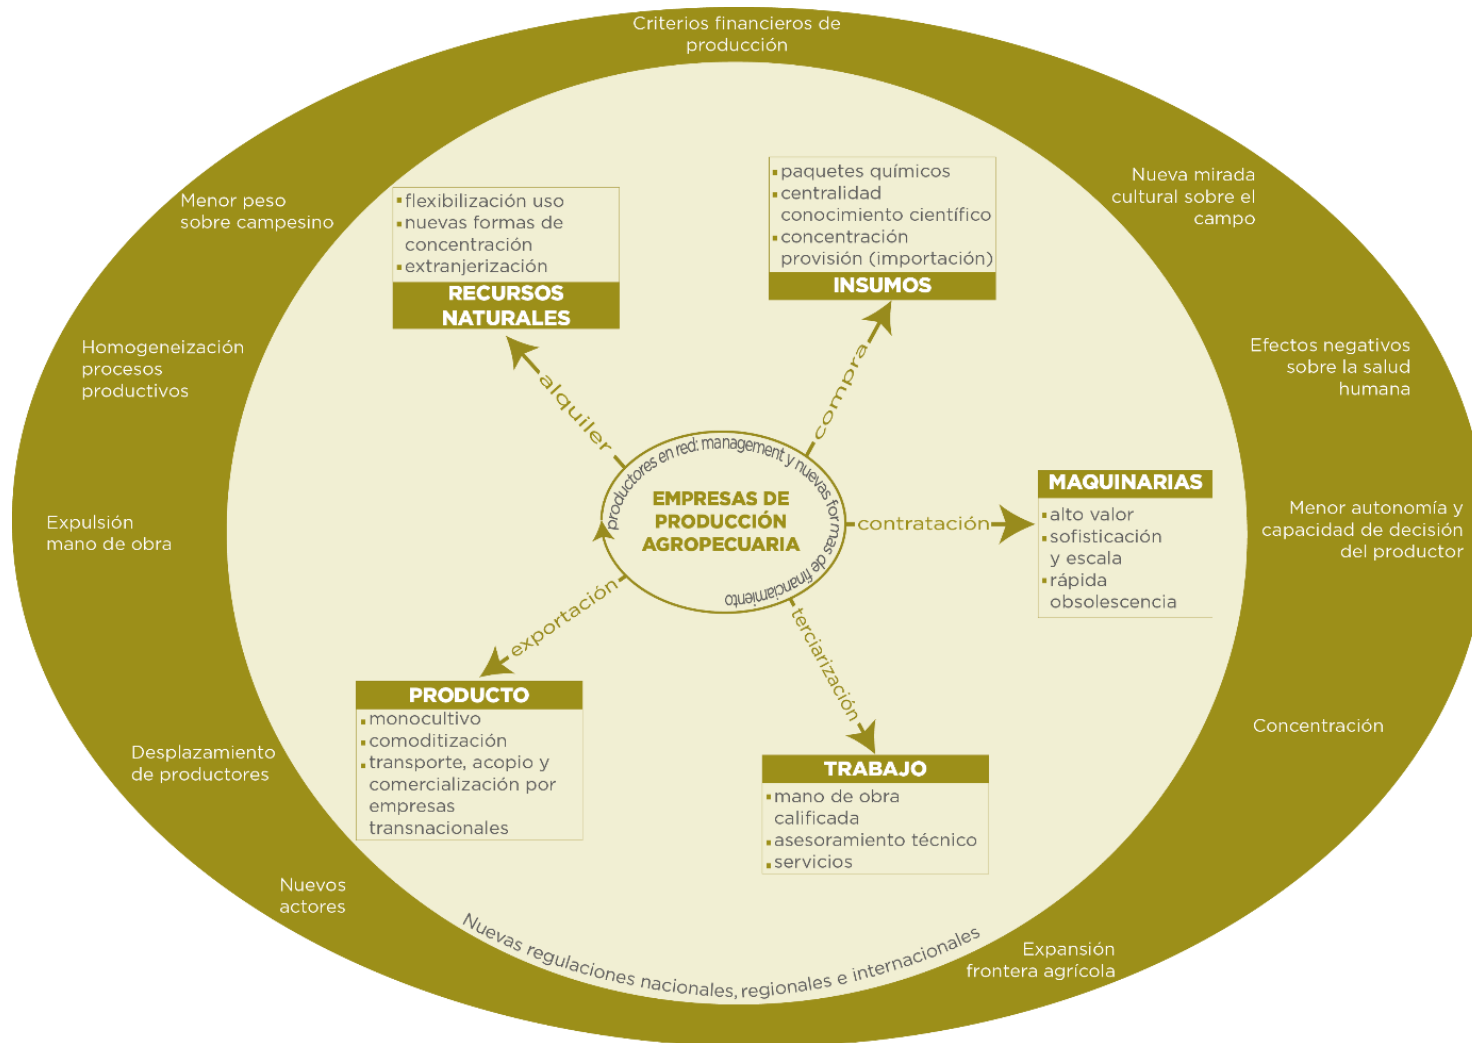 Criterios financieros de
producción
Menor peso
sobre campesino
Nueva mirada
cultural sobre el
campo
▪ flexibilización uso
▪ nuevas formas de
concentración
▪ extranjerización
RECURSOS
NATURALES
▪ paquetes químicos
▪ centralidad
conocimiento científico
▪ concentración
provisión (importación)
INSUMOS
Homogeneización
procesos
productivos
Efectos negativos
sobre la salud
humana
alquiler
compra
productores en red: management y nuevas formas de financiamiento
EMPRESAS DE
PRODUCCIÓN
AGROPECUARIA
contratación
MAQUINARIAS
▪ alto valor
▪ sofisticación
y escala
▪ rápida
obsolescencia
Expulsión
mano de obra
Menor autonomía y
capacidad de decisión
del productor
exportación
terciarización
PRODUCTO
▪ monocultivo
▪ comoditización
▪ transporte, acopio y
comercialización por
empresas
transnacionales
TRABAJO
▪ mano de obra
calificada
▪ asesoramiento técnico
▪ servicios
Desplazamiento
de productores
Concentración
Nuevos
actores
Nuevas regulaciones nacionales, regionales e internacionales
Expansión
frontera agrícola